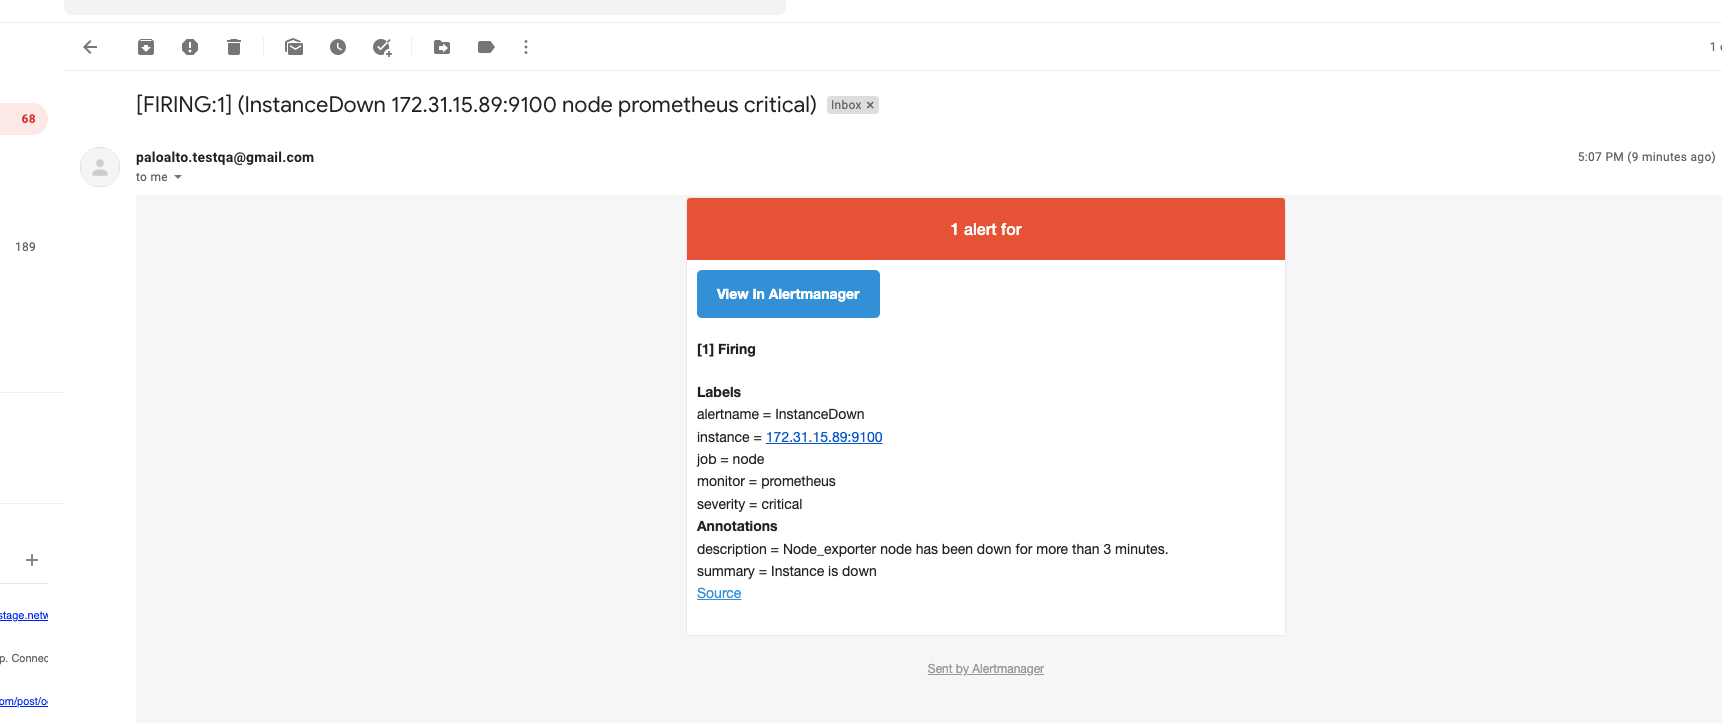 1
[FIRING:1] (InstanceDown 172.31.15.89:9100 node prometheus critical) Inbox ×
68
paloalto.testqa@gmail.com 5:07 PM (9 minutes ago)
to me
1 alert for
189
View In Alertmanager
[1] Firing
Labels
alertname = InstanceDown
instance = 172.31.15.89:9100
job = node
monitor = prometheus
severity = critical
Annotations
description = Node_exporter node has been down for more than 3 minutes.
summary = Instance is down
Source
stage.netw
p. Connec
Sent by Alertmanager
om/post/o